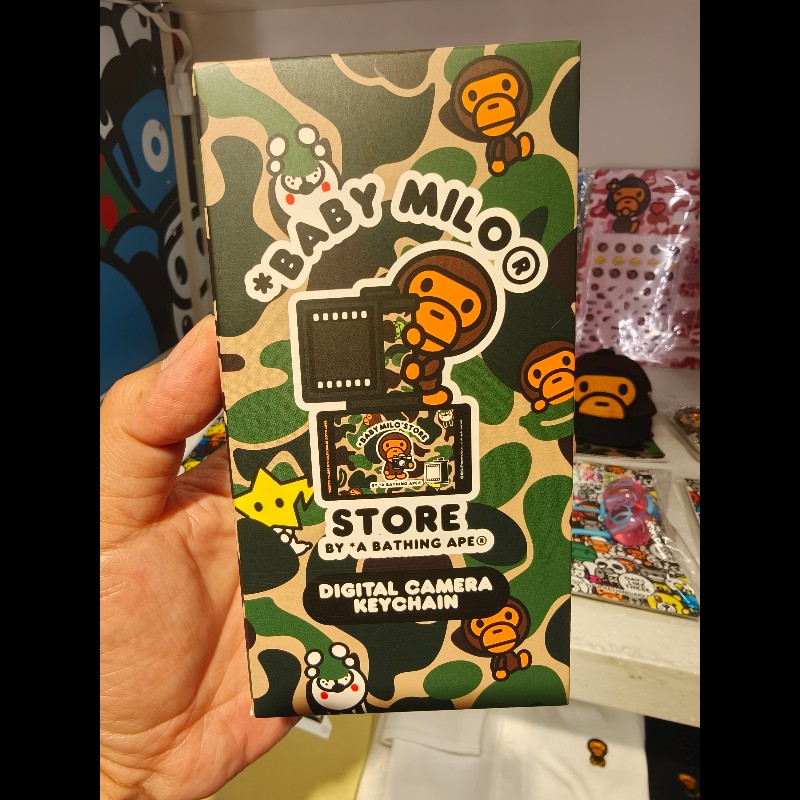 *BABY MILO®
*BABY MILO® STORE
BY *A BATHING APE®
STORE
BY *A BATHING APE®
DIGITAL CAMERA
KEYCHAIN